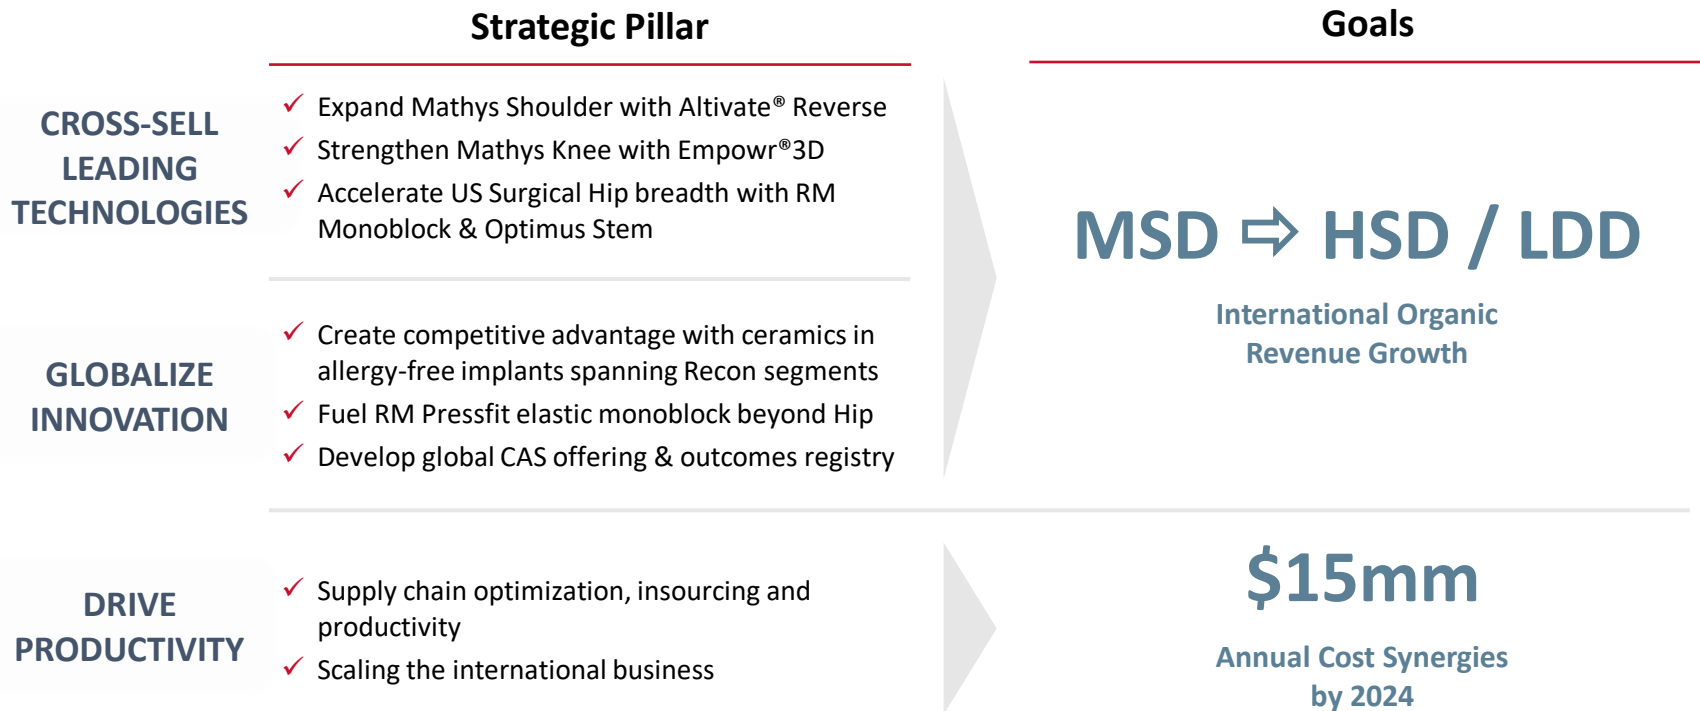 Strategic Pillar
Goals
CROSS-SELL
LEADING
TECHNOLOGIES
✓ Expand Mathys Shoulder with Altivate® Reverse
✓ Strengthen Mathys Knee with Empowr®3D
✓ Accelerate US Surgical Hip breadth with RM
Monoblock & Optimus Stem
MSD ⇨ HSD / LDD
International Organic
Revenue Growth
GLOBALIZE
INNOVATION
✓ Create competitive advantage with ceramics in
allergy-free implants spanning Recon segments
✓ Fuel RM Pressfit elastic monoblock beyond Hip
✓ Develop global CAS offering & outcomes registry
DRIVE
PRODUCTIVITY
✓ Supply chain optimization, insourcing and
productivity
✓ Scaling the international business
$15mm
Annual Cost Synergies
by 2024